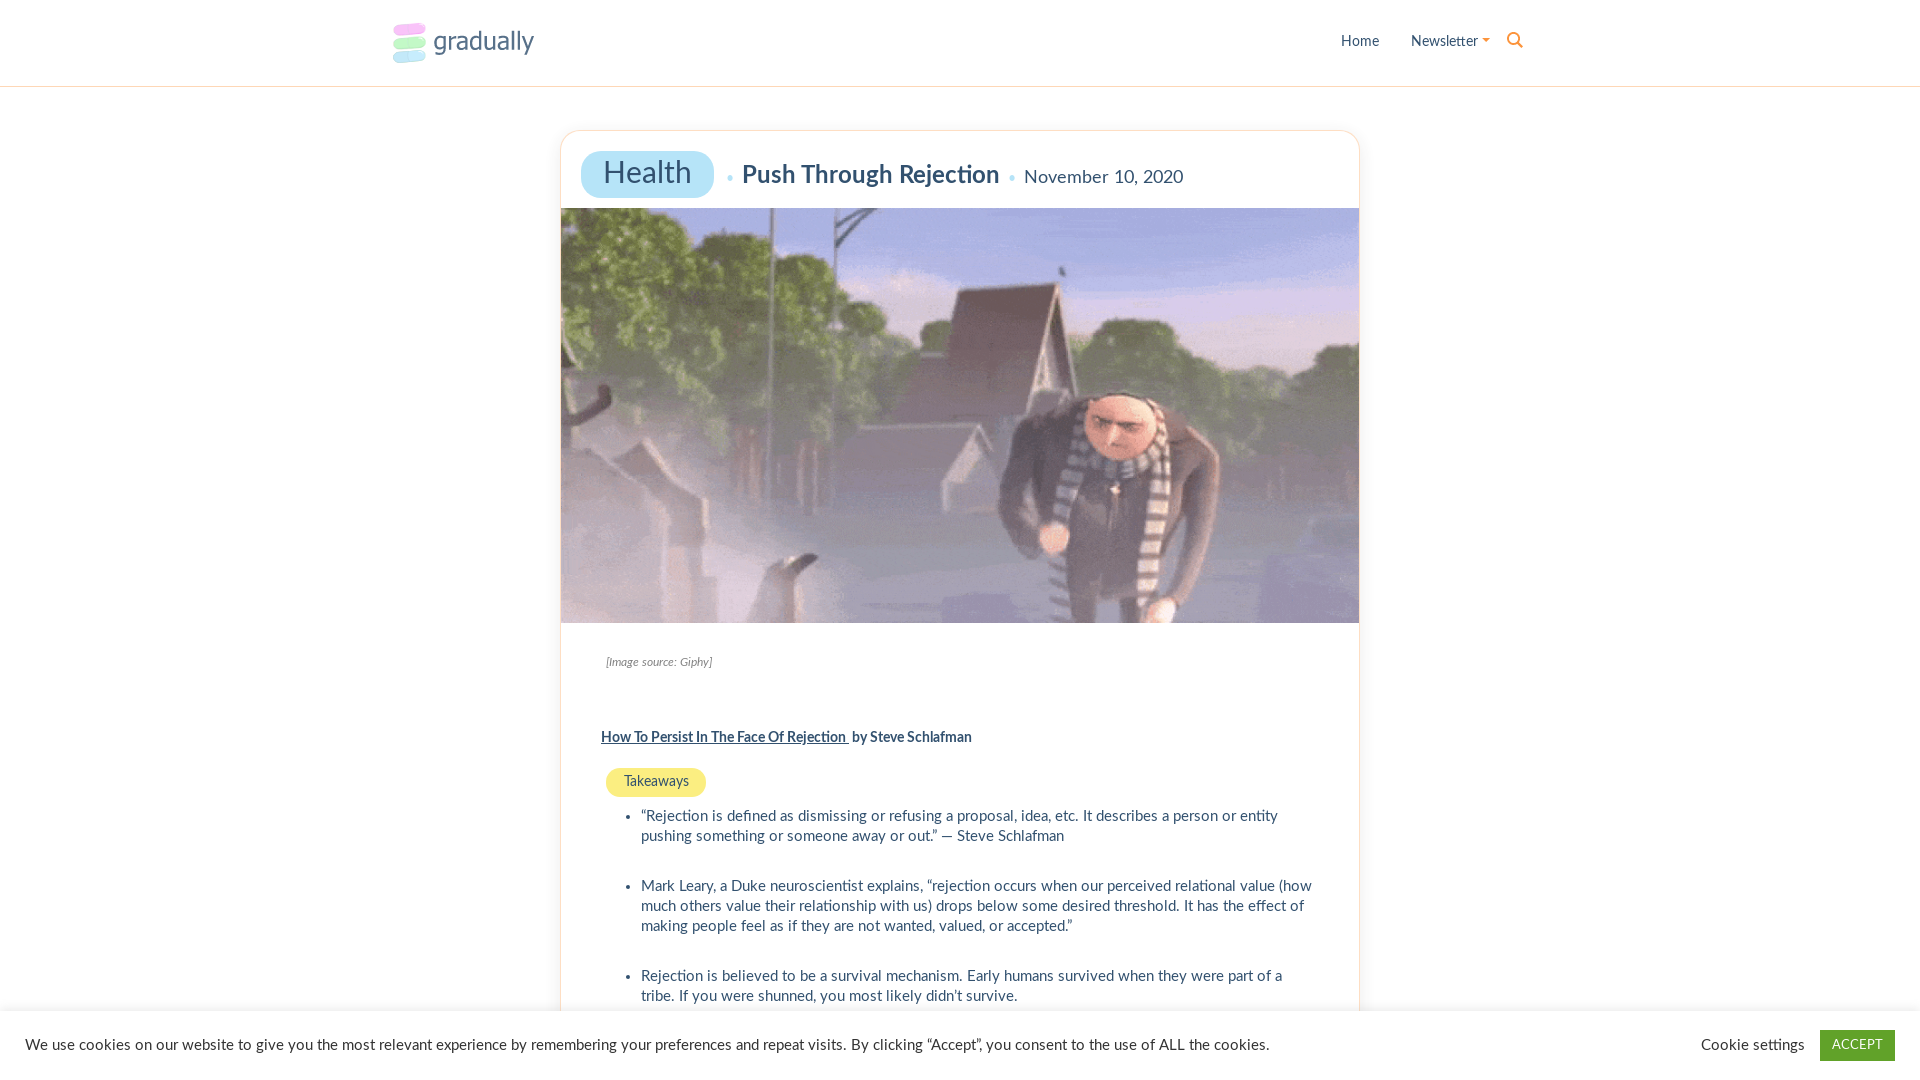 gradually
Home
Newsletter
Health
• Push Through Rejection • November 10, 2020
[Image source: Giphy]
How To Persist In The Face Of Rejection by Steve Schlafman
Takeaways
• “Rejection is defined as dismissing or refusing a proposal, idea, etc. It describes a person or entity
pushing something or someone away or out.” — Steve Schlafman
• Mark Leary, a Duke neuroscientist explains, “rejection occurs when our perceived relational value (how
much others value their relationship with us) drops below some desired threshold. It has the effect of
making people feel as if they are not wanted, valued, or accepted.”
• Rejection is believed to be a survival mechanism. Early humans survived when they were part of a
tribe. If you were shunned, you most likely didn’t survive.
We use cookies on our website to give you the most relevant experience by remembering your preferences and repeat visits. By clicking “Accept”, you consent to the use of ALL the cookies.
Cookie settings
ACCEPT